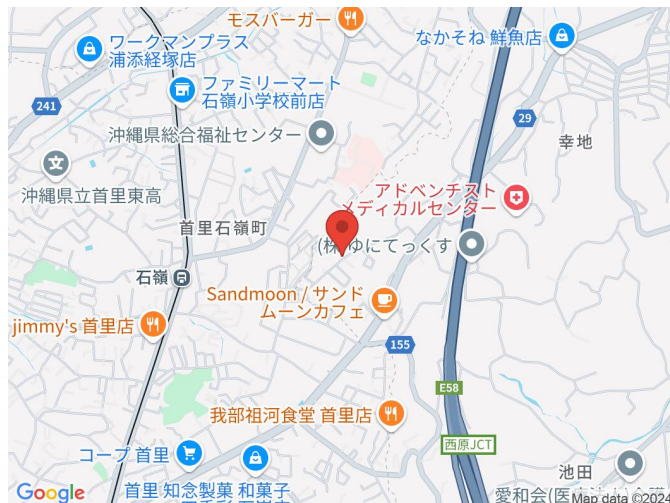 モスバーガー
ワークマンプラス
浦添経塚店
なかそね 鮮魚店
ファミリーマート
石嶺小学校前店
241
29
沖縄県総合福祉センター
幸地
沖縄県立首里東高
アドベンチスト
メディカルセンター
首里石嶺町
(株)ゆにてっくす
石嶺
Sandmoon / サンド
ムーンカフェ
jimmy's 首里店
155
E58
我部祖河食堂 首里店
西原JCT
コープ 首里
首里 知念製菓 和菓子
池田
Google
Map data ©2024